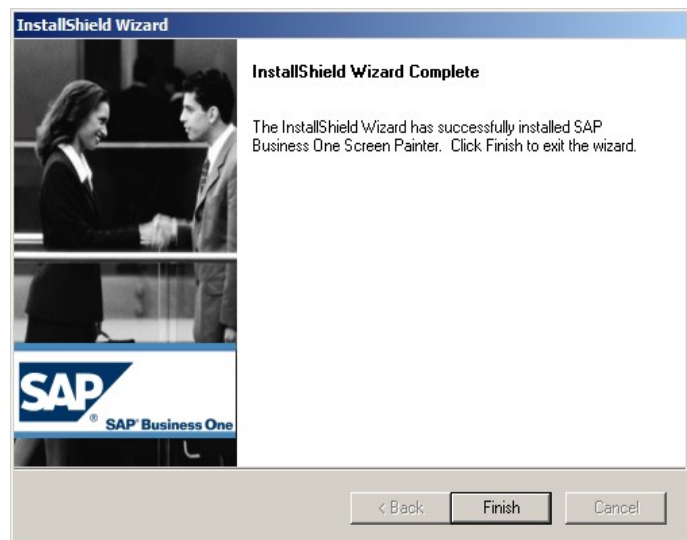 InstallShield Wizard
InstallShield Wizard Complete
The InstallShield Wizard has successfully installed SAP
Business One Screen Painter. Click Finish to exit the wizard.
SAP
®
SAP® Business One
< Back
Finish
Cancel